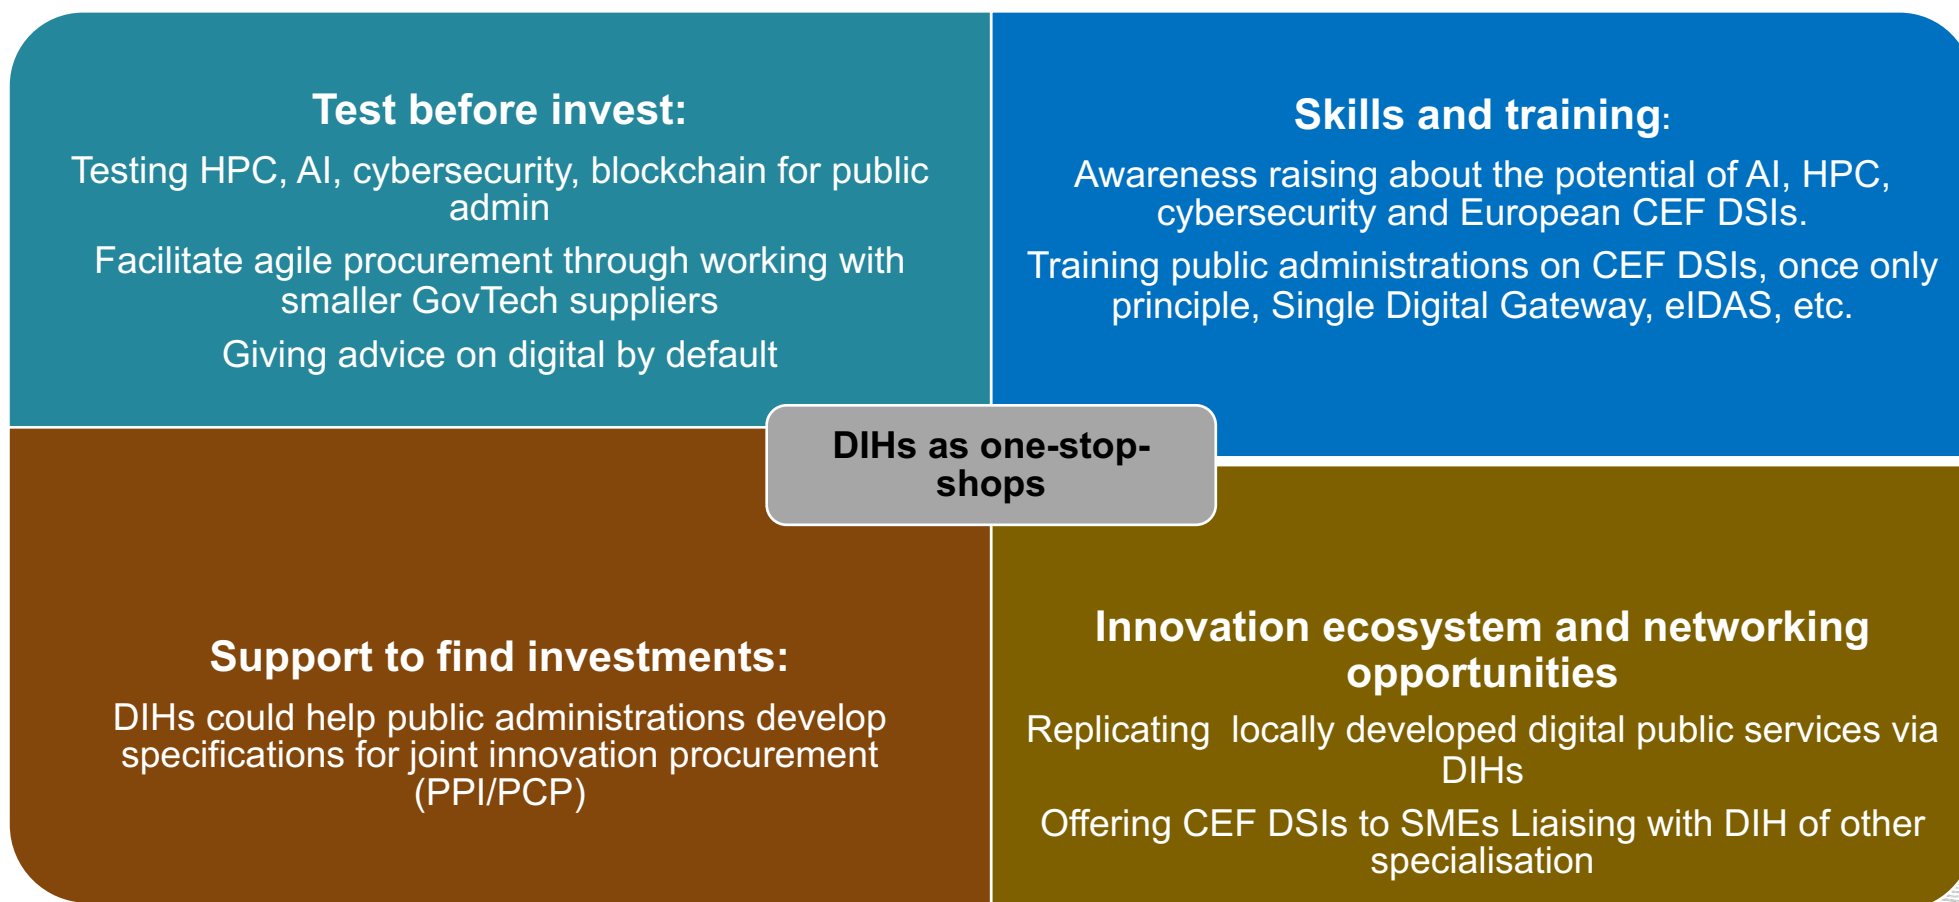 Test before invest:
Testing HPC, AI, cybersecurity, blockchain for public
admin
Facilitate agile procurement through working with
smaller GovTech suppliers
Giving advice on digital by default
Skills and training:
Awareness raising about the potential of AI, HPC,
cybersecurity and European CEF DSIs.
Training public administrations on CEF DSIs, once only
principle, Single Digital Gateway, eIDAS, etc.
DIHs as one-stop-
shops
Support to find investments:
DIHs could help public administrations develop
specifications for joint innovation procurement
(PPI/PCP)
Innovation ecosystem and networking
opportunities
Replicating  locally developed digital public services via
DIHs
Offering CEF DSIs to SMEs Liaising with DIH of other
specialisation